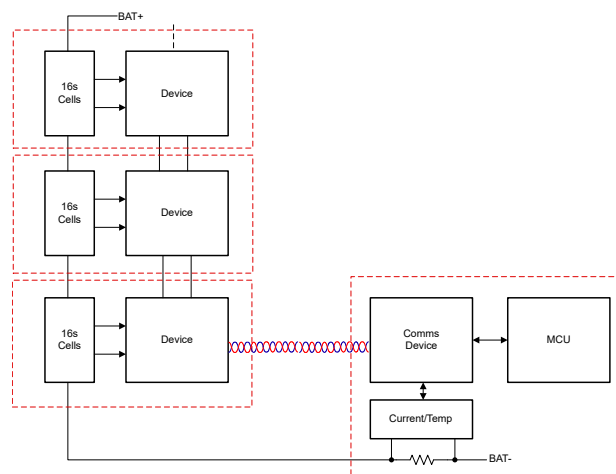 BAT+
16s
Cells
Device
16s
Cells
Device
16s
Cells
Device
Comms
Device
MCU
Current/Temp
BAT-